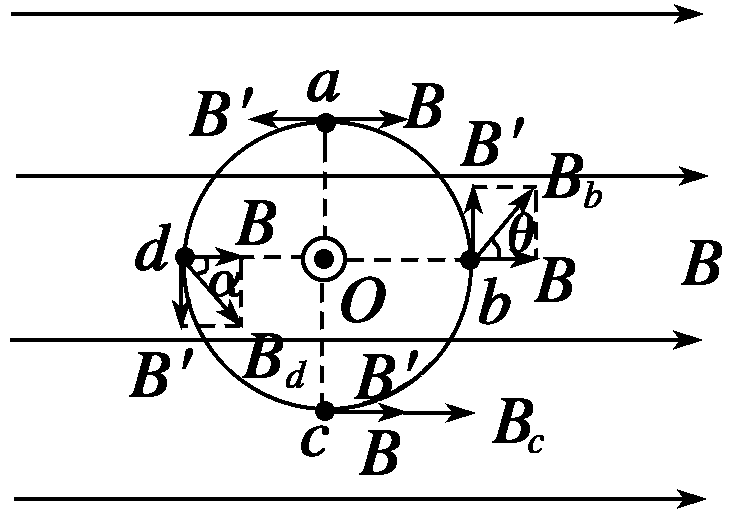 a
B′ B B′
B_b
d B θ
α O b B B
B′ B_d B′
c B B_c